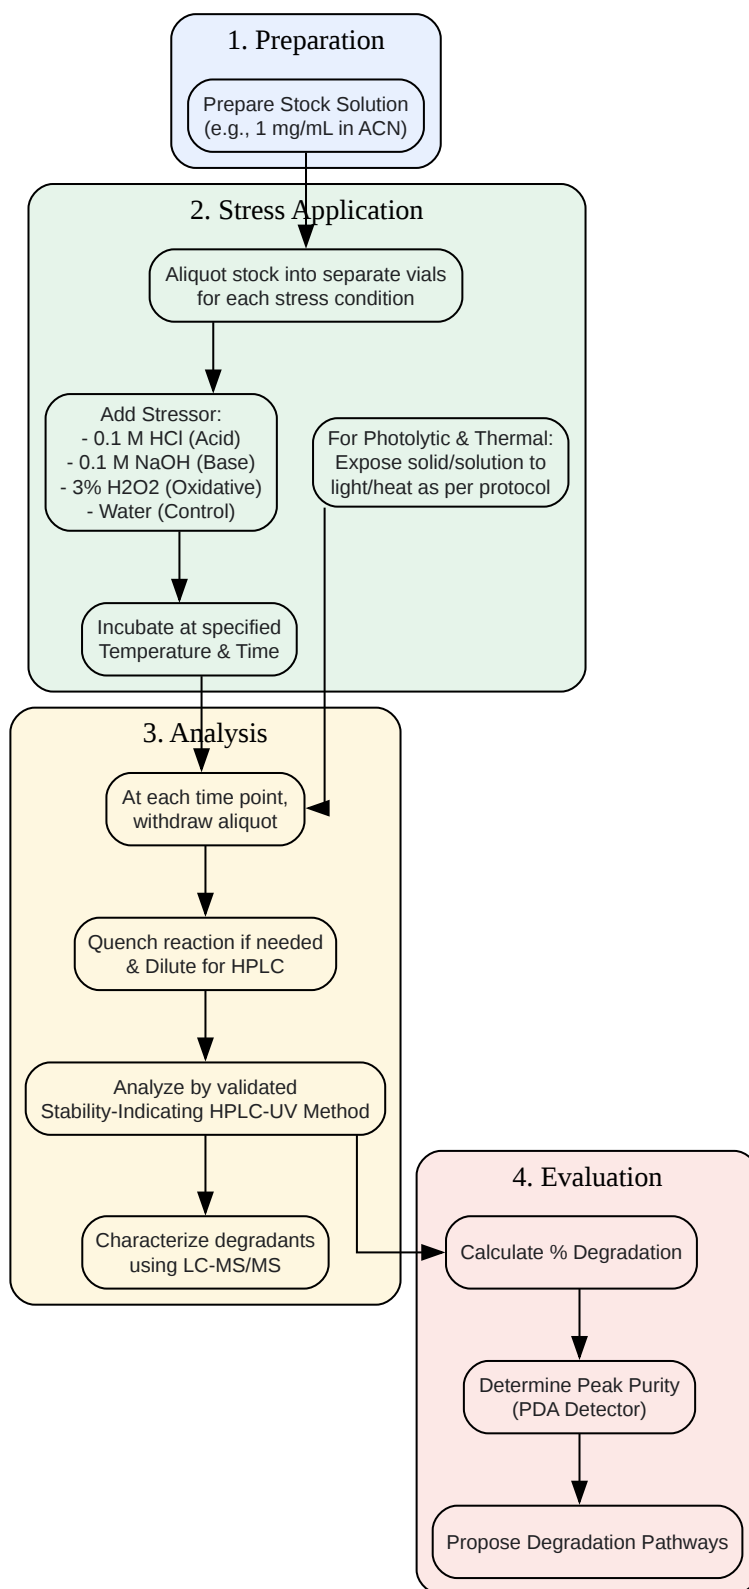 1. Preparation
Prepare Stock Solution
(e.g., 1 mg/mL in ACN)
2. Stress Application
Aliquot stock into separate vials
for each stress condition
Add Stressor:
- 0.1 M HCl (Acid)
- 0.1 M NaOH (Base)
- 3% H2O2 (Oxidative)
- Water (Control)
For Photolytic & Thermal:
Expose solid/solution to
light/heat as per protocol
Incubate at specified
Temperature & Time
3. Analysis
At each time point,
withdraw aliquot
Quench reaction if needed
& Dilute for HPLC
Analyze by validated
Stability-Indicating HPLC-UV Method
Characterize degradants
using LC-MS/MS
4. Evaluation
Calculate % Degradation
Determine Peak Purity
(PDA Detector)
Propose Degradation Pathways